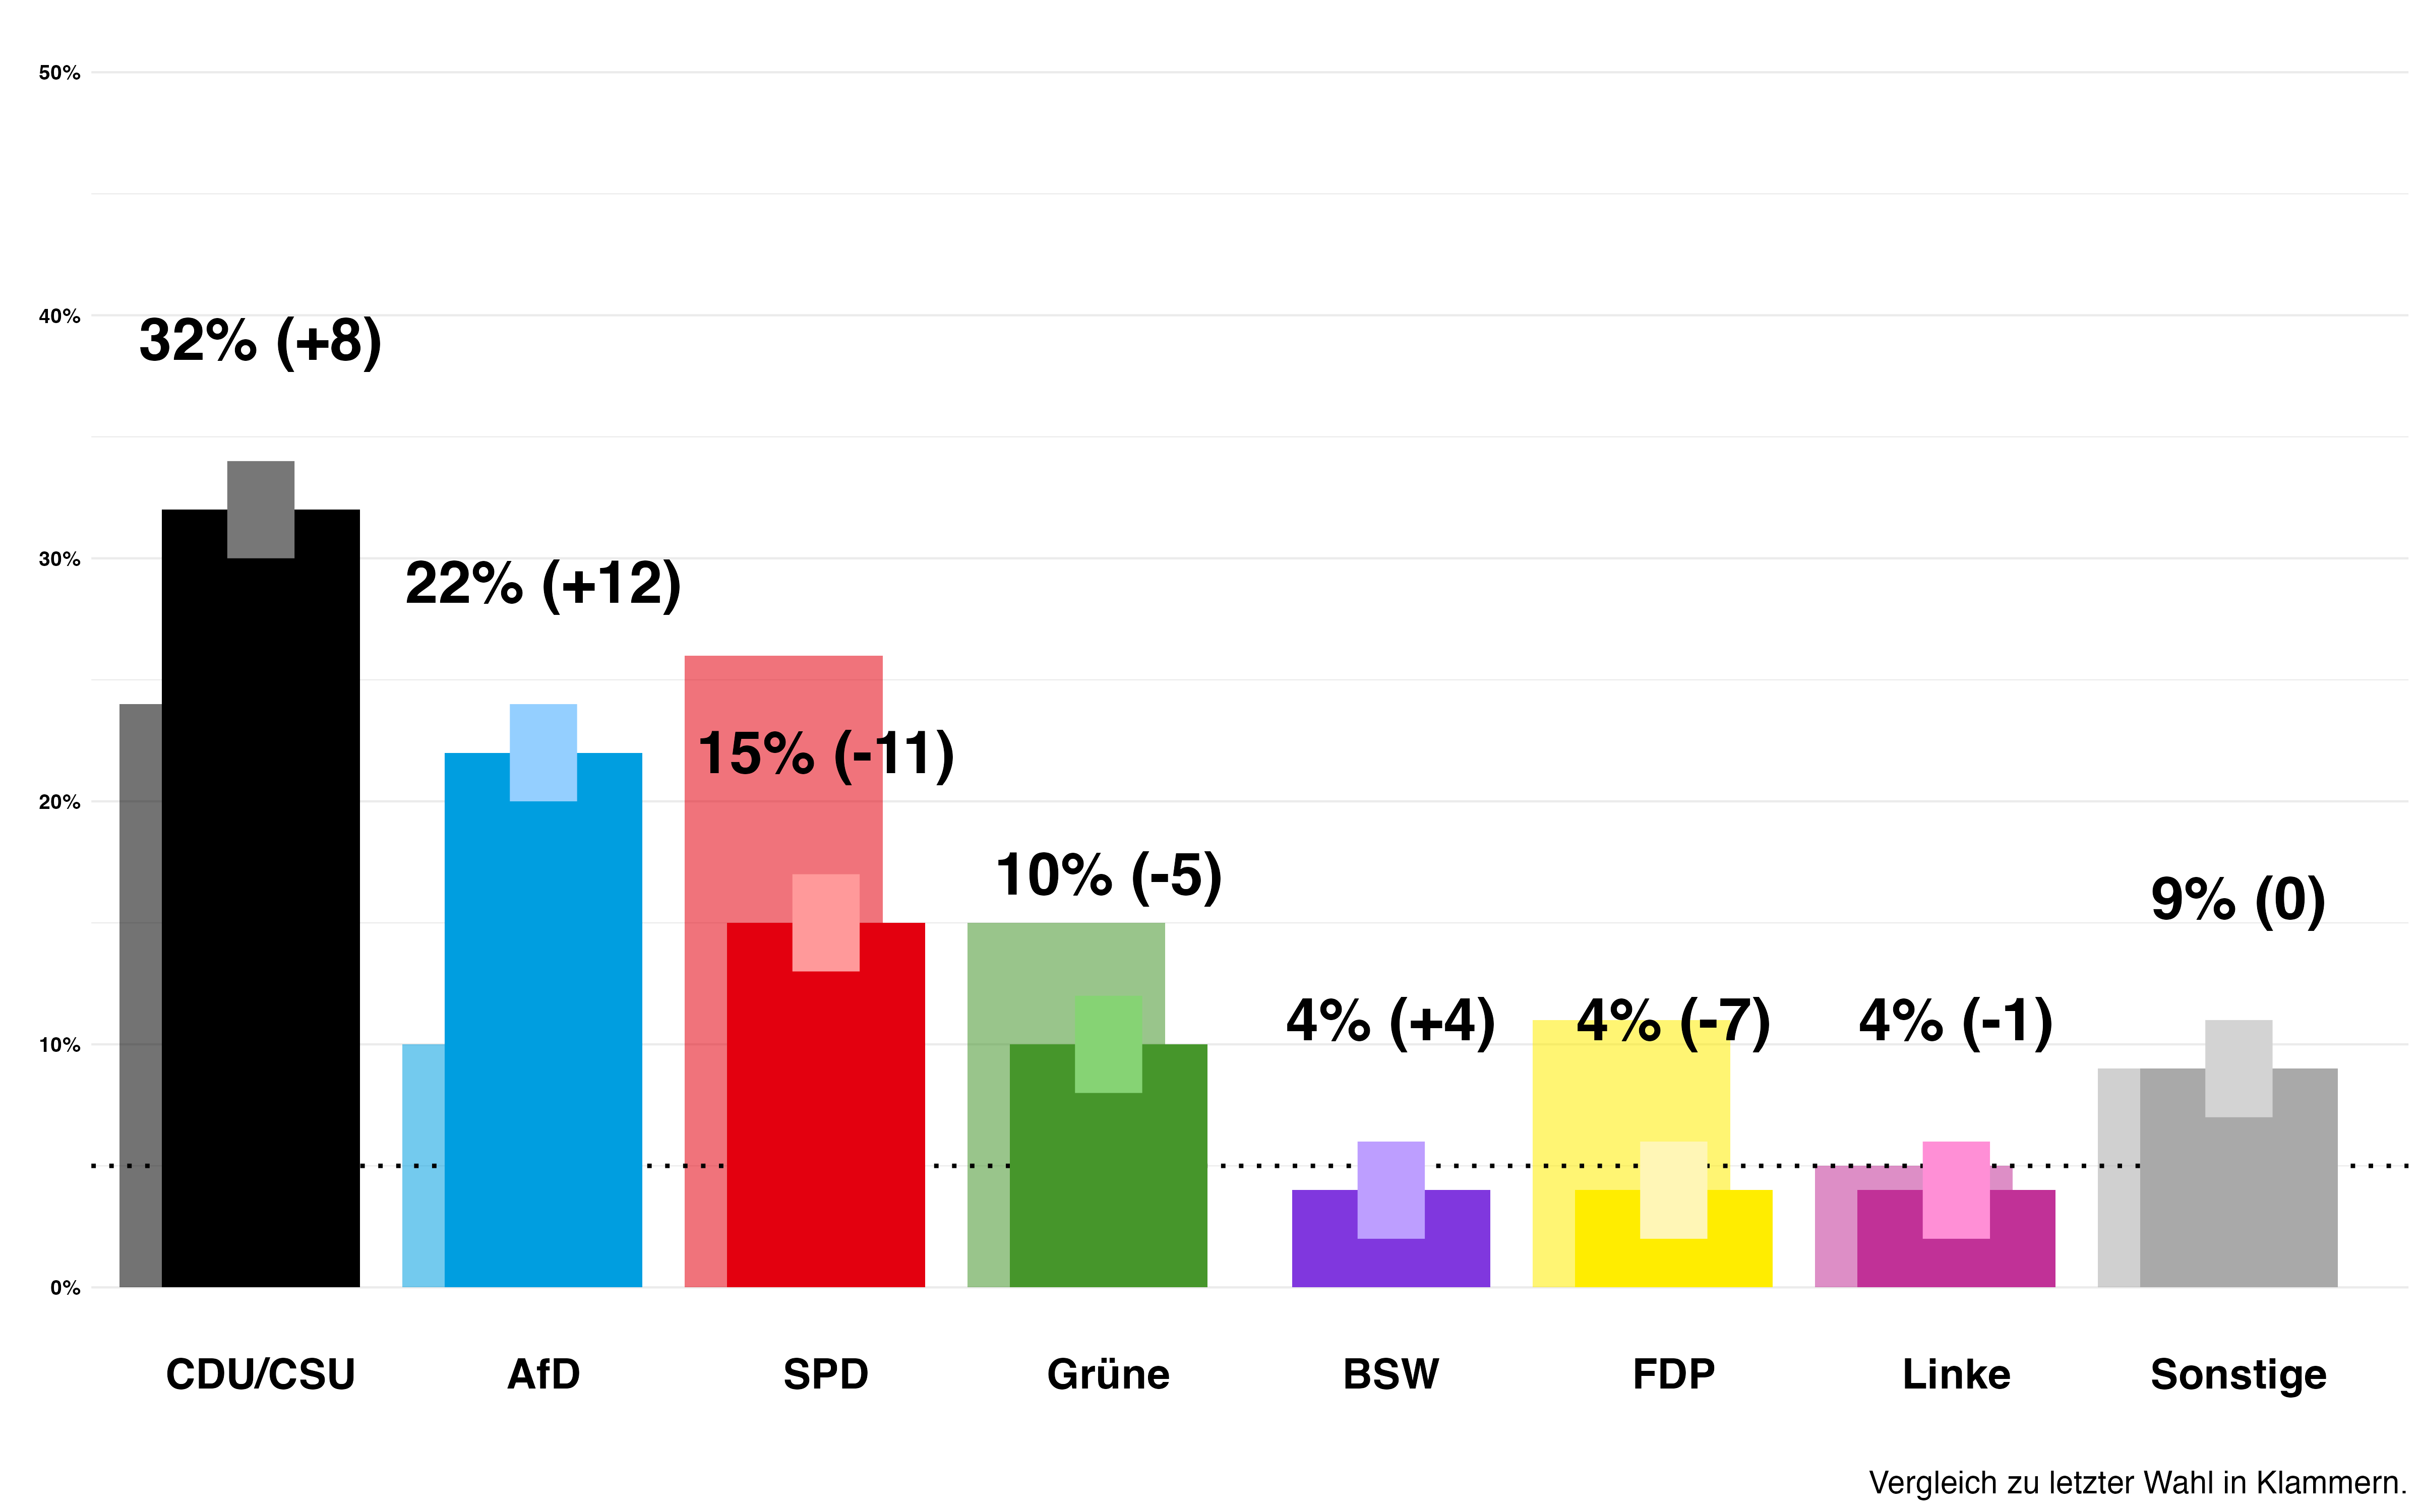 50%
40%
30%
20%
10%
0%
32% (+8)
22% (+12)
15% (-11)
10% (-5)
4% (+4)
4% (-7)
4% (-1)
9% (0)
CDU/CSU
AfD
SPD
Grüne
BSW
FDP
Linke
Sonstige
Vergleich zu letzter Wahl in Klammern.